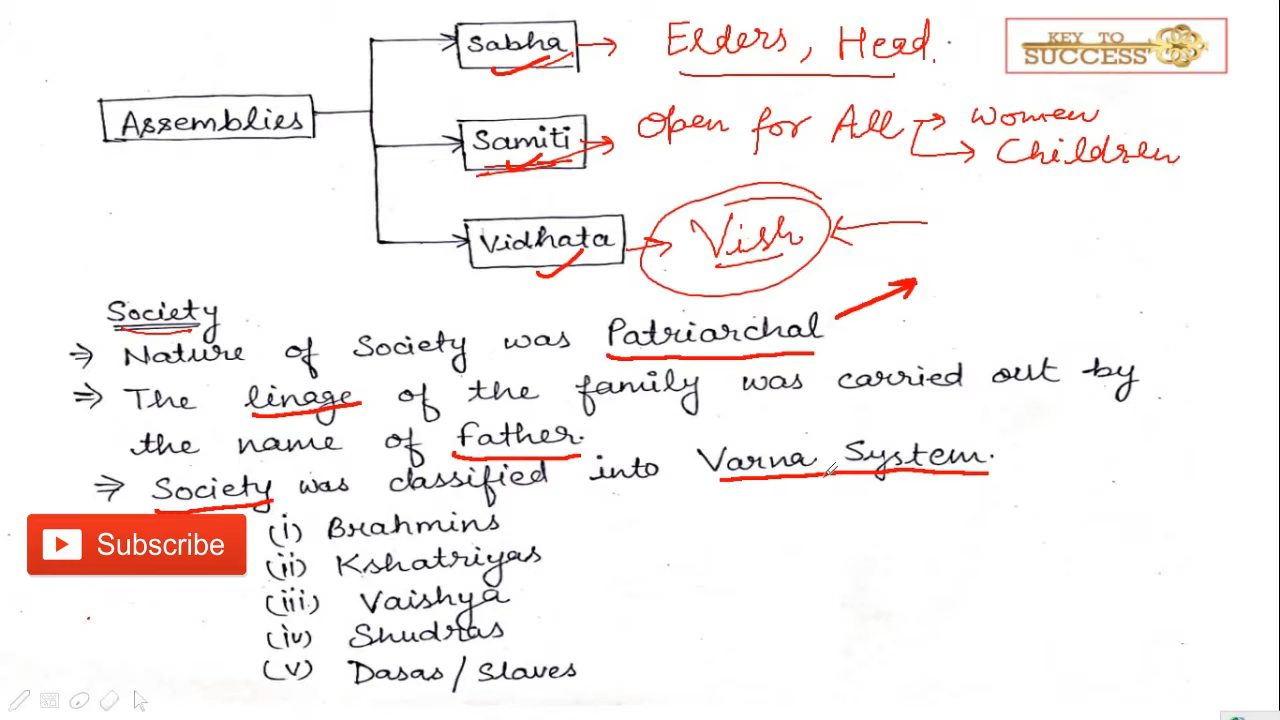 Sabha → Elders, Head.
KEY TO
SUCCESS
Assemblies
Samiti → Open for All → Women
→ Children
Vidhata → Vish
Society
⇒ Nature of Society was Patriarchal
⇒ The linage of the family was carried out by
the name of father.
⇒ Society was classified into Varna System.
(i) Brahmins
Subscribe
(ii) Kshatriyas
(iii) Vaishya
(iv) Shudras
(v) Dasas / Slaves